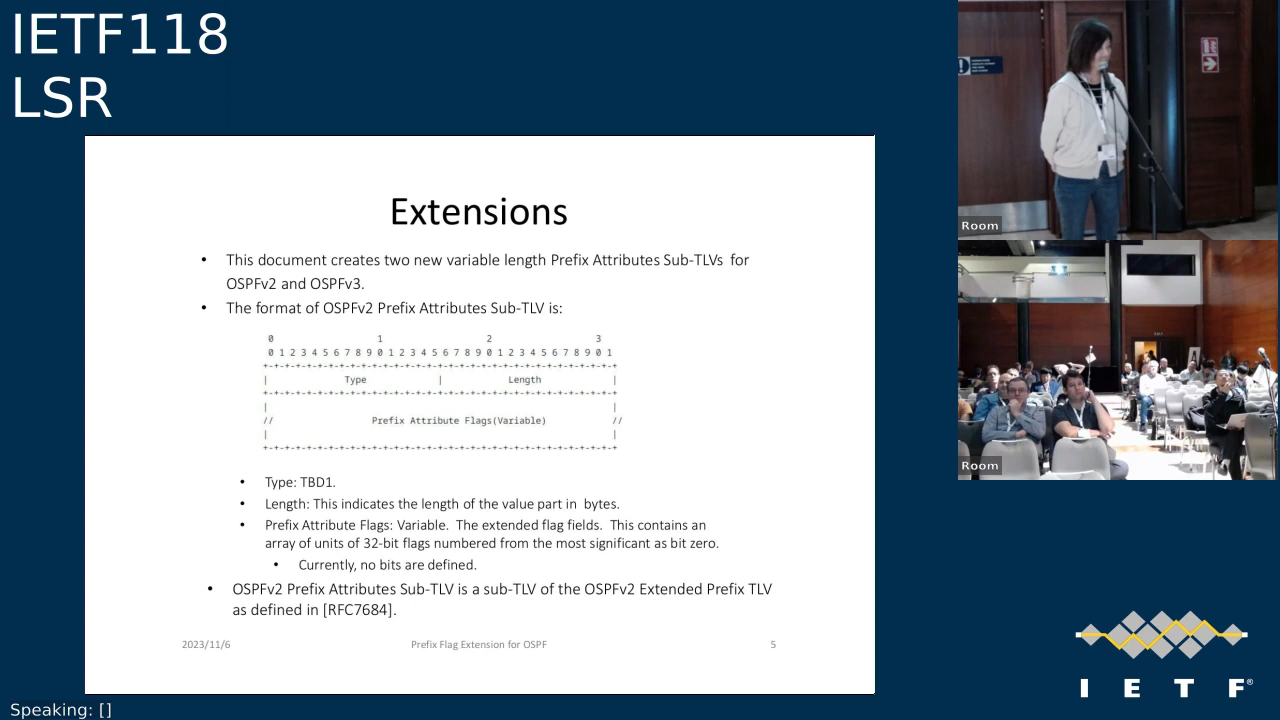 IETF118
LSR
Extensions
• This document creates two new variable length Prefix Attributes Sub-TLVs for
OSPFv2 and OSPFv3.
• The format of OSPFv2 Prefix Attributes Sub-TLV is:
0 1 2 3
0 1 2 3 4 5 6 7 8 9 0 1 2 3 4 5 6 7 8 9 0 1 2 3 4 5 6 7 8 9 0 1
+-+-+-+-+-+-+-+-+-+-+-+-+-+-+-+-+-+-+-+-+-+-+-+-+-+-+-+-+-+-+-+-+
| Type | Length |
+-+-+-+-+-+-+-+-+-+-+-+-+-+-+-+-+-+-+-+-+-+-+-+-+-+-+-+-+-+-+-+-+
| |
// Prefix Attribute Flags(Variable) //
| |
+-+-+-+-+-+-+-+-+-+-+-+-+-+-+-+-+-+-+-+-+-+-+-+-+-+-+-+-+-+-+-+-+
• Type: TBD1.
• Length: This indicates the length of the value part in bytes.
• Prefix Attribute Flags: Variable. The extended flag fields. This contains an
array of units of 32-bit flags numbered from the most significant as bit zero.
• Currently, no bits are defined.
• OSPFv2 Prefix Attributes Sub-TLV is a sub-TLV of the OSPFv2 Extended Prefix TLV
as defined in [RFC7684].
2023/11/6 Prefix Flag Extension for OSPF 5
Speaking: []
Room
Room
I E T F®